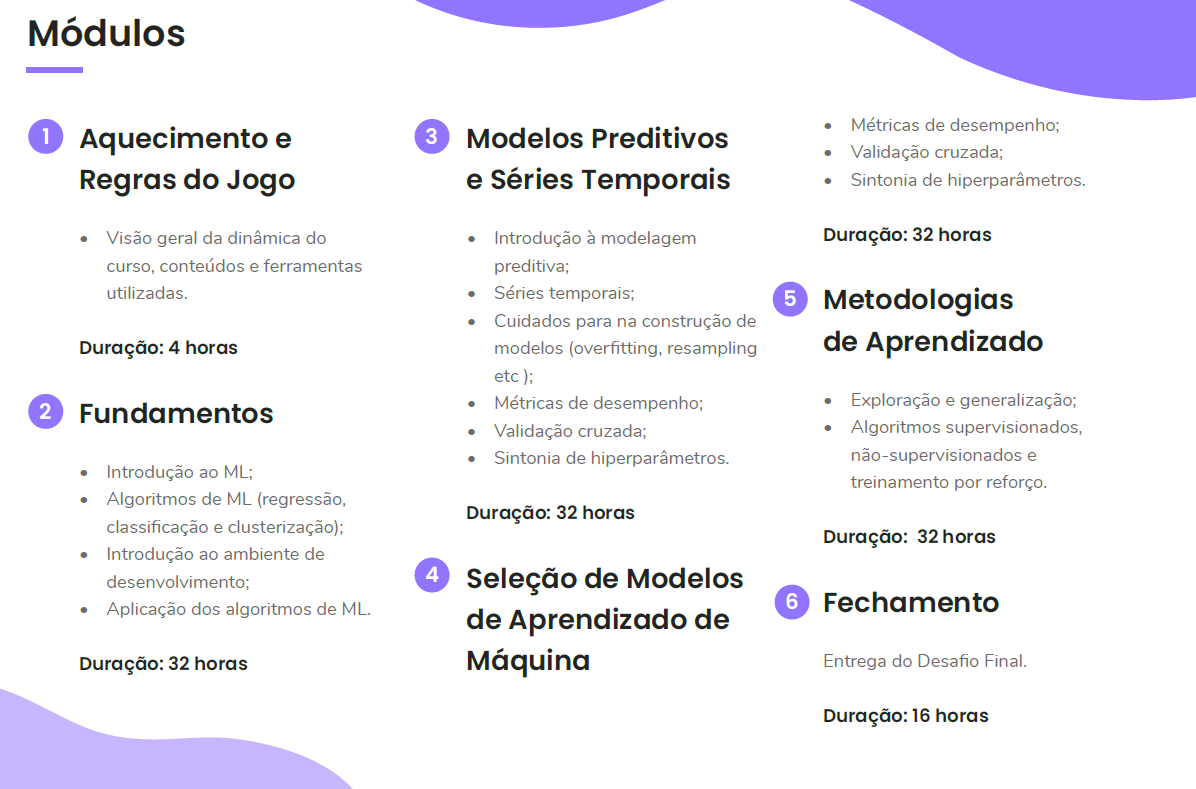 Módulos
1 Aquecimento e
Regras do Jogo
• Visão geral da dinâmica do
curso, conteúdos e ferramentas
utilizadas.
Duração: 4 horas
2 Fundamentos
• Introdução ao ML;
• Algoritmos de ML (regressão,
classificação e clusterização);
• Introdução ao ambiente de
desenvolvimento;
• Aplicação dos algoritmos de ML.
Duração: 32 horas
3 Modelos Preditivos
e Séries Temporais
• Introdução à modelagem
preditiva;
• Séries temporais;
• Cuidados para na construção de
modelos (overfitting, resampling
etc );
• Métricas de desempenho;
• Validação cruzada;
• Sintonia de hiperparâmetros.
Duração: 32 horas
4 Seleção de Modelos
de Aprendizado de
Máquina
• Métricas de desempenho;
• Validação cruzada;
• Sintonia de hiperparâmetros.
Duração: 32 horas
5 Metodologias
de Aprendizado
• Exploração e generalização;
• Algoritmos supervisionados,
não-supervisionados e
treinamento por reforço.
Duração:  32 horas
6 Fechamento
Entrega do Desafio Final.
Duração: 16 horas